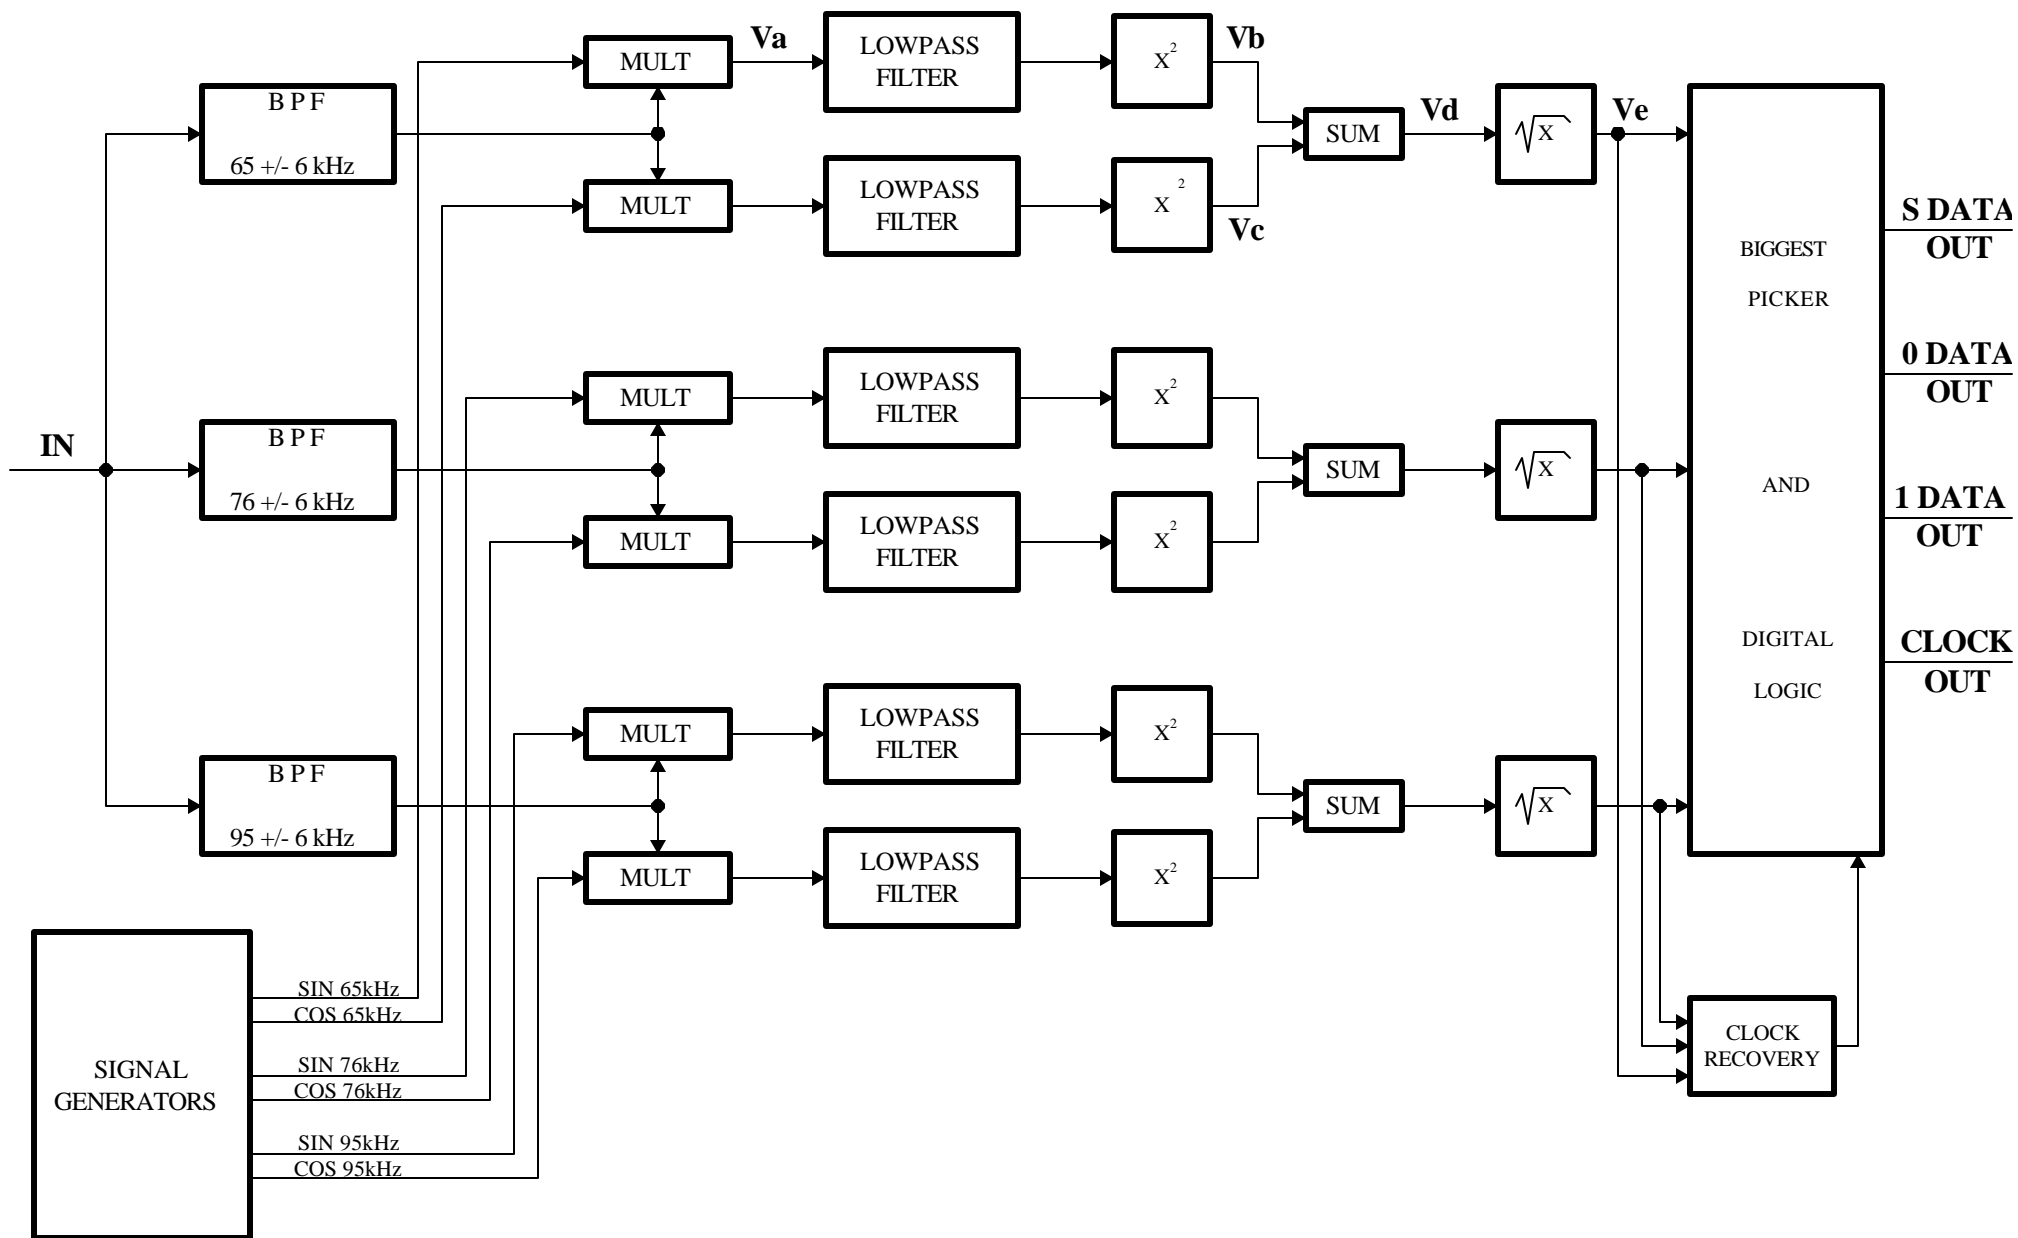 Va
LOWPASS
FILTER
X²
Vb
MULT
B P F
65 +/- 6 kHz
SUM
Vd
√X
Ve
MULT
LOWPASS
FILTER
X²
Vc
BIGGEST
PICKER
AND
DIGITAL
LOGIC
S DATA
OUT
0 DATA
OUT
1 DATA
OUT
CLOCK
OUT
IN
B P F
76 +/- 6 kHz
MULT
LOWPASS
FILTER
X²
SUM
√X
MULT
LOWPASS
FILTER
X²
B P F
95 +/- 6 kHz
MULT
LOWPASS
FILTER
X²
SUM
√X
MULT
LOWPASS
FILTER
X²
SIGNAL
GENERATORS
SIN 65kHz
COS 65kHz
SIN 76kHz
COS 76kHz
SIN 95kHz
COS 95kHz
CLOCK
RECOVERY